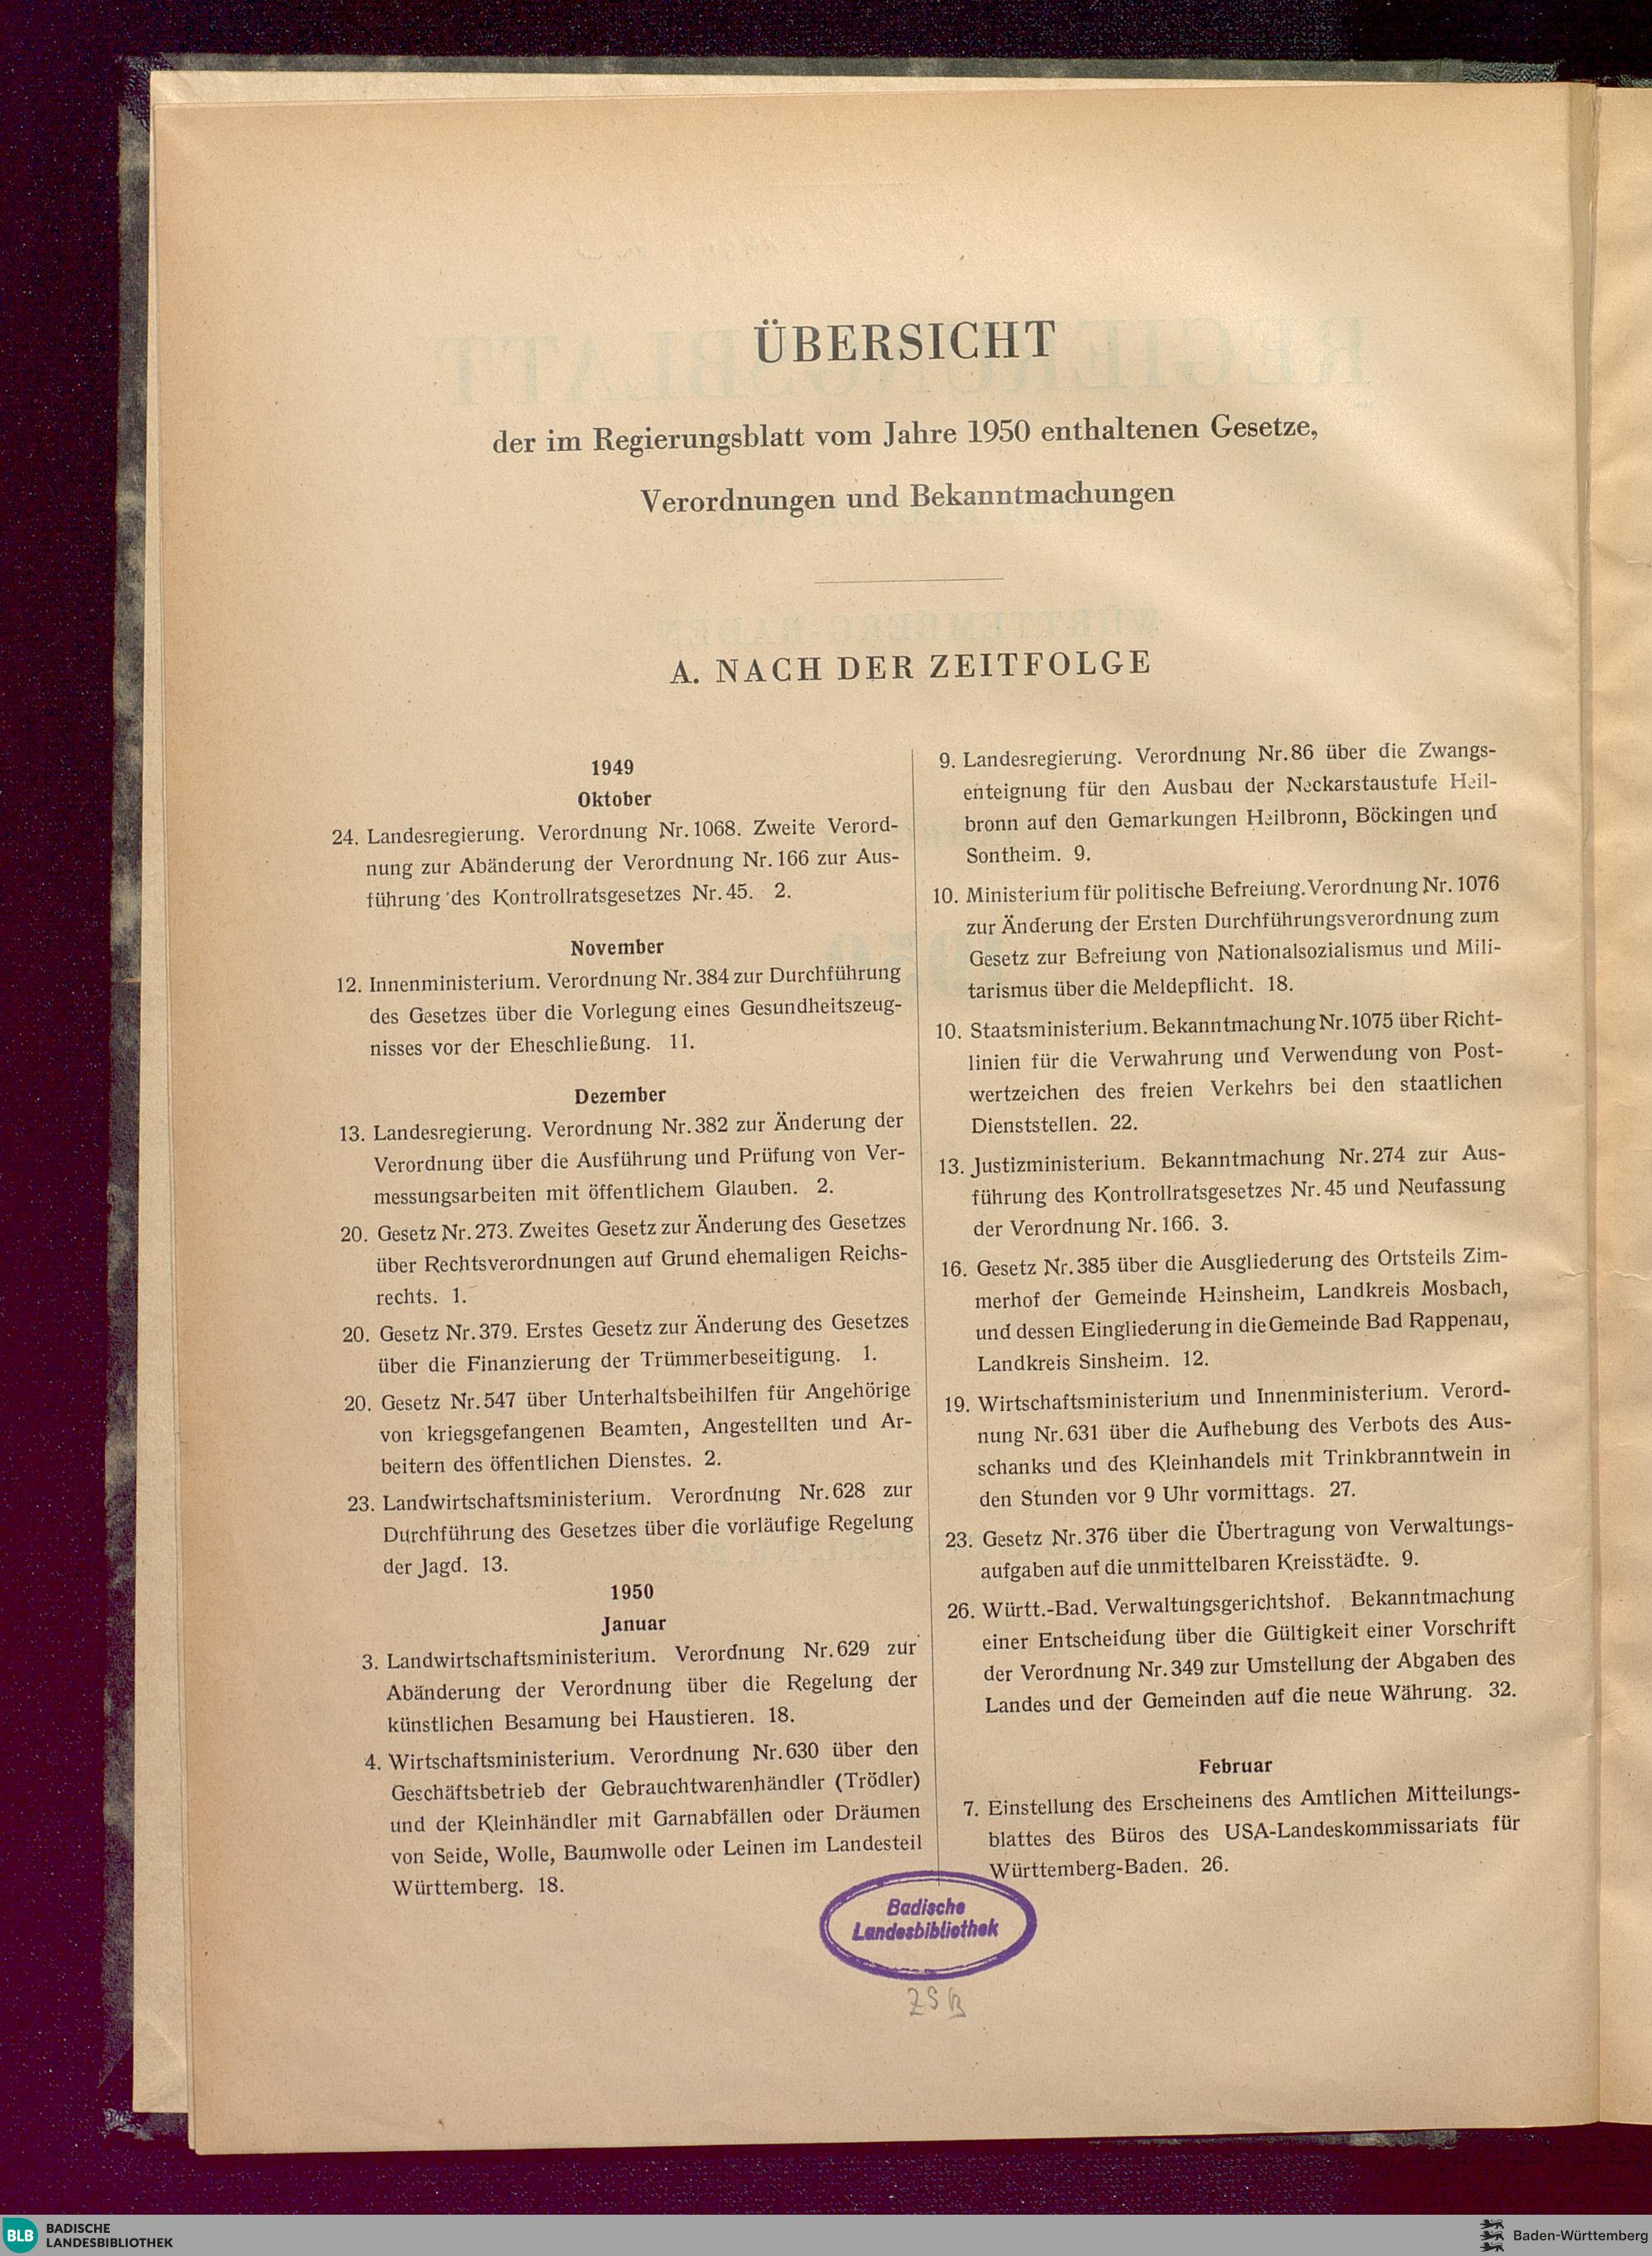 ÜBERSICHT
der im Regierungsblatt vom Jahre 1950 enthaltenen Gesetze,
Verordnungen und Bekanntmachungen
A. NACH DER ZEITFOLGE
1949
Oktober
24. Landesregierung. Verordnung Nr. 1068. Zweite Verord-
nung zur Abänderung der Verordnung Nr. 166 zur Aus-
führung des Kontrollratsgesetzes Nr. 45. 2.
November
12. Innenministerium. Verordnung Nr. 384 zur Durchführung
des Gesetzes über die Vorlegung eines Gesundheitszeug-
nisses vor der Eheschließung. 11.
Dezember
13. Landesregierung. Verordnung Nr. 382 zur Änderung der
Verordnung über die Ausführung und Prüfung von Ver-
messungsarbeiten mit öffentlichem Glauben. 2.
20. Gesetz Nr. 273. Zweites Gesetz zur Änderung des Gesetzes
über Rechtsverordnungen auf Grund ehemaligen Reichs-
rechts. 1.
20. Gesetz Nr. 379. Erstes Gesetz zur Änderung des Gesetzes
über die Finanzierung der Trümmerbeseitigung. 1.
20. Gesetz Nr. 547 über Unterhaltsbeihilfen für Angehörige
von kriegsgefangenen Beamten, Angestellten und Ar-
beitern des öffentlichen Dienstes. 2.
23. Landwirtschaftsministerium. Verordnung Nr. 628 zur
Durchführung des Gesetzes über die vorläufige Regelung
der Jagd. 13.
1950
Januar
3. Landwirtschaftsministerium. Verordnung Nr. 629 zur
Abänderung der Verordnung über die Regelung der
künstlichen Besamung bei Haustieren. 18.
4. Wirtschaftsministerium. Verordnung Nr. 630 über den
Geschäftsbetrieb der Gebrauchtwarenhändler (Trödler)
und der Kleinhändler mit Garnabfällen oder Dräumen
von Seide, Wolle, Baumwolle oder Leinen im Landesteil
Württemberg. 18.
9. Landesregierung. Verordnung Nr. 86 über die Zwangs-
enteignung für den Ausbau der Neckarstaustufe Heil-
bronn auf den Gemarkungen Heilbronn, Böckingen und
Sontheim. 9.
10. Ministerium für politische Befreiung. Verordnung Nr. 1076
zur Änderung der Ersten Durchführungsverordnung zum
Gesetz zur Befreiung von Nationalsozialismus und Mili-
tarismus über die Meldepflicht. 18.
10. Staatsministerium. Bekanntmachung Nr. 1075 über Richt-
linien für die Verwahrung und Verwendung von Post-
wertzeichen des freien Verkehrs bei den staatlichen
Dienststellen. 22.
13. Justizministerium. Bekanntmachung Nr. 274 zur Aus-
führung des Kontrollratsgesetzes Nr. 45 und Neufassung
der Verordnung Nr. 166. 3.
16. Gesetz Nr. 385 über die Ausgliederung des Ortsteils Zim-
merhof der Gemeinde Heinsheim, Landkreis Mosbach,
und dessen Eingliederung in die Gemeinde Bad Rappenau,
Landkreis Sinsheim. 12.
19. Wirtschaftsministerium und Innenministerium. Verord-
nung Nr. 631 über die Aufhebung des Verbots des Aus-
schanks und des Kleinhandels mit Trinkbranntwein in
den Stunden vor 9 Uhr vormittags. 27.
23. Gesetz Nr. 376 über die Übertragung von Verwaltungs-
aufgaben auf die unmittelbaren Kreisstädte. 9.
26. Württ.-Bad. Verwaltungsgerichtshof. Bekanntmachung
einer Entscheidung über die Gültigkeit einer Vorschrift
der Verordnung Nr. 349 zur Umstellung der Abgaben des
Landes und der Gemeinden auf die neue Währung. 32.
Februar
7. Einstellung des Erscheinens des Amtlichen Mitteilungs-
blattes des Büros des USA-Landeskommissariats für
Württemberg-Baden. 26.
Badische
Landesbibliothek
ZSB
BLB
BADISCHE
LANDESBIBLIOTHEK
Baden-Württemberg